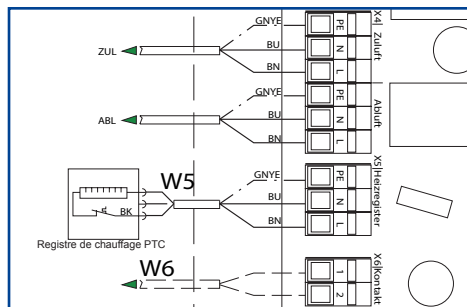 X4
GNYE
PE
ZUL
BU
N
Zuluft
BN
L
GNYE
PE
ABL
BU
N
Abluft
BN
L
X5
W5
GNYE
PE
BU
N
Heizregister
BK
BN
L
Registre de chauffage PTC
X6
W6
1
Kontakt
2